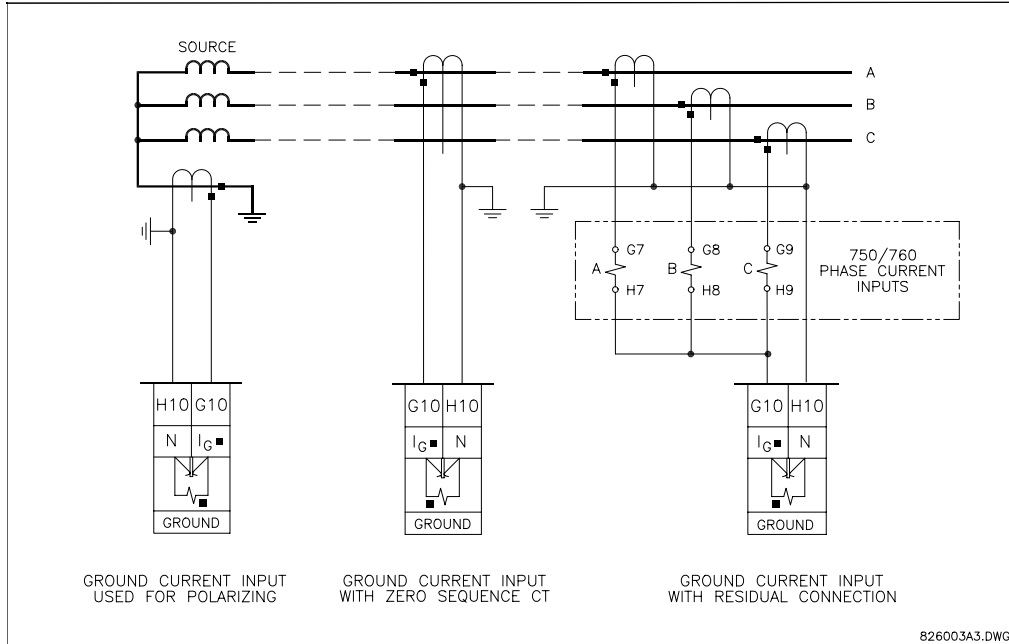 SOURCE
A
B
C
G7
G8
G9
A
B
C
H7
H8
H9
750/760
PHASE CURRENT
INPUTS
H10 G10
N IG
GROUND
G10 H10
IG N
GROUND
G10 H10
IG N
GROUND
GROUND CURRENT INPUT
USED FOR POLARIZING
GROUND CURRENT INPUT
WITH ZERO SEQUENCE CT
GROUND CURRENT INPUT
WITH RESIDUAL CONNECTION
826003A3.DWG